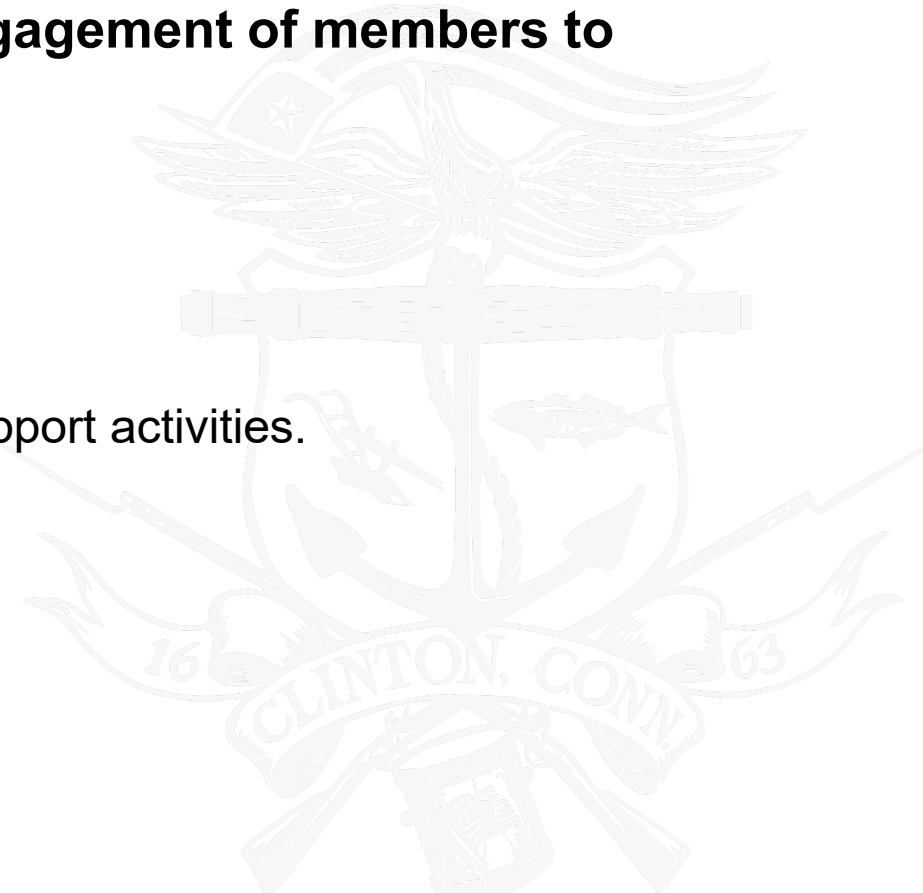 gagement of members to
pport activities.
16 63
CLINTON, CONN.